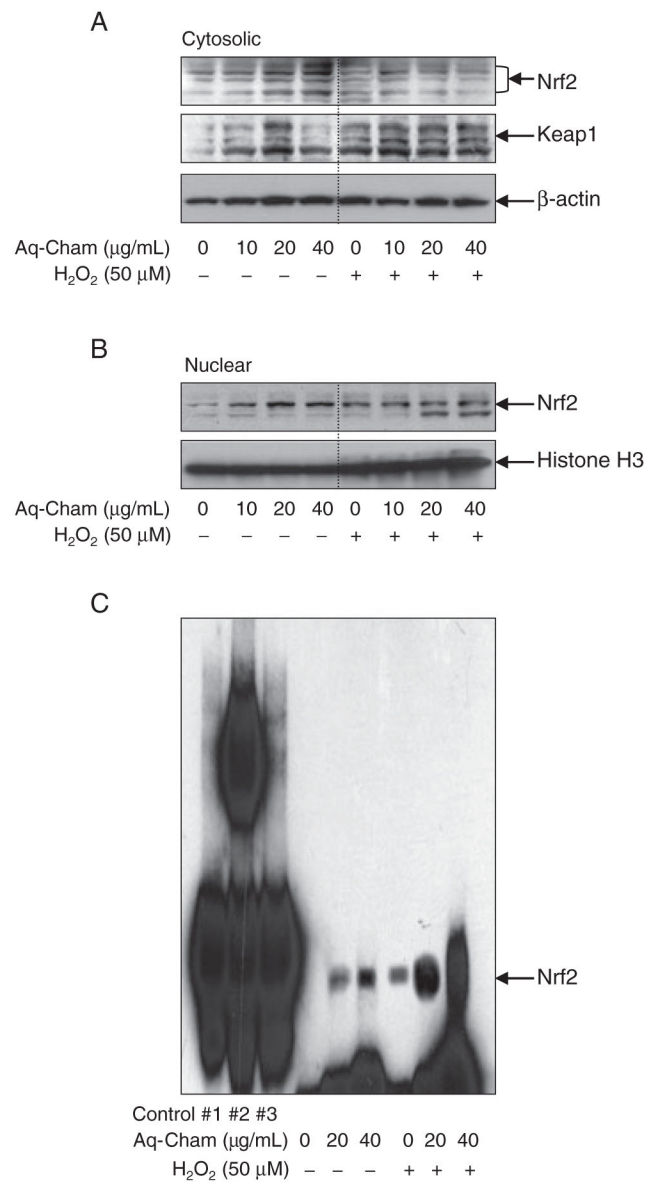 A
Cytosolic
Nrf2
Keap1
β-actin
Aq-Cham (μg/mL) 0 10 20 40 0 10 20 40
H₂O₂ (50 μM) – – – – + + + +
B
Nuclear
Nrf2
Histone H3
Aq-Cham (μg/mL) 0 10 20 40 0 10 20 40
H₂O₂ (50 μM) – – – – + + + +
C
Nrf2
Control #1 #2 #3
Aq-Cham (μg/mL) 0 20 40 0 20 40
H₂O₂ (50 μM) – – – + + +